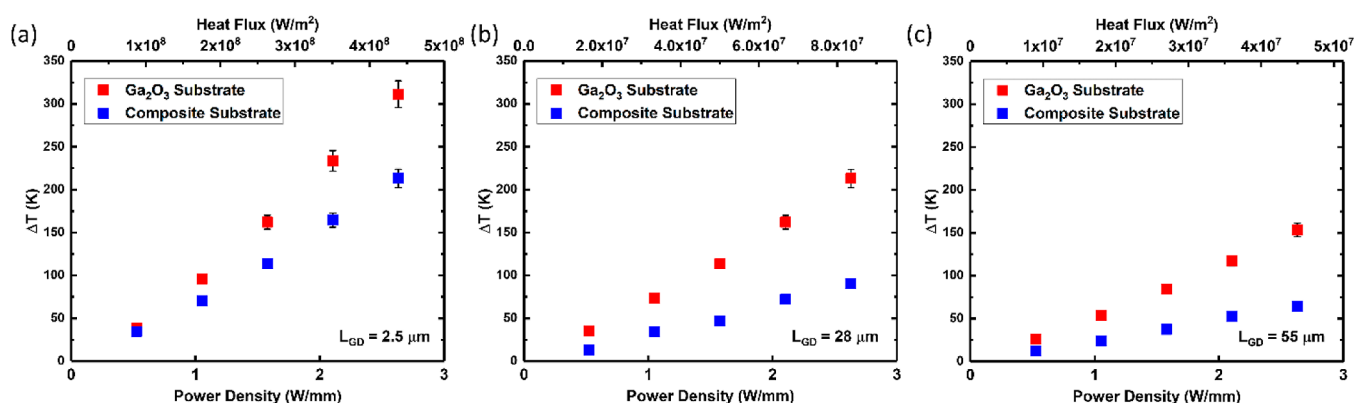 (a)
Heat Flux (W/m²)
0 1x10⁸ 2x10⁸ 3x10⁸ 4x10⁸ 5x10⁸
350
300
250
200
150
100
50
0
ΔT (K)
Ga₂O₃ Substrate
Composite Substrate
L_GD = 2.5 μm
0 1 2 3
Power Density (W/mm)
(b)
Heat Flux (W/m²)
0.0 2.0x10⁷ 4.0x10⁷ 6.0x10⁷ 8.0x10⁷
350
300
250
200
150
100
50
0
ΔT (K)
Ga₂O₃ Substrate
Composite Substrate
L_GD = 28 μm
0 1 2 3
Power Density (W/mm)
(c)
Heat Flux (W/m²)
0 1x10⁷ 2x10⁷ 3x10⁷ 4x10⁷ 5x10⁷
350
300
250
200
150
100
50
0
ΔT (K)
Ga₂O₃ Substrate
Composite Substrate
L_GD = 55 μm
0 1 2 3
Power Density (W/mm)